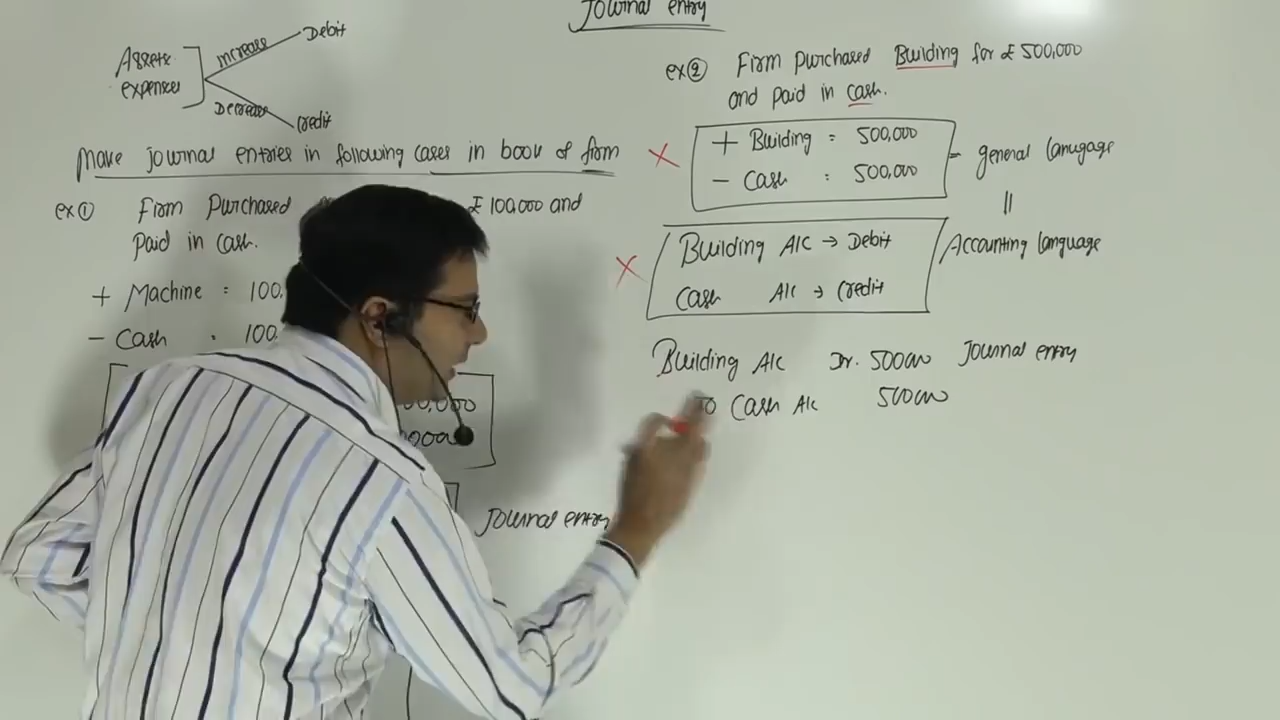 Journal entry
Assets
expenses
Increase
Debit
Decrease
Credit
Make journal entries in following cases in book of firm
ex① Firm Purchased £ 100,000 and
Paid in cash.
+ Machine = 100,
- Cash : 100,
00,000
Journal entry
ex② Firm Purchased Building for £ 500,000
and paid in cash.
X + Building = 500,000
- Cash : 500,000
= general lanugage
=
X Building A/C → Debit
Cash A/C → Credit
Accounting language
Building A/C Dr. 500000 Journal entry
To Cash A/c 500000